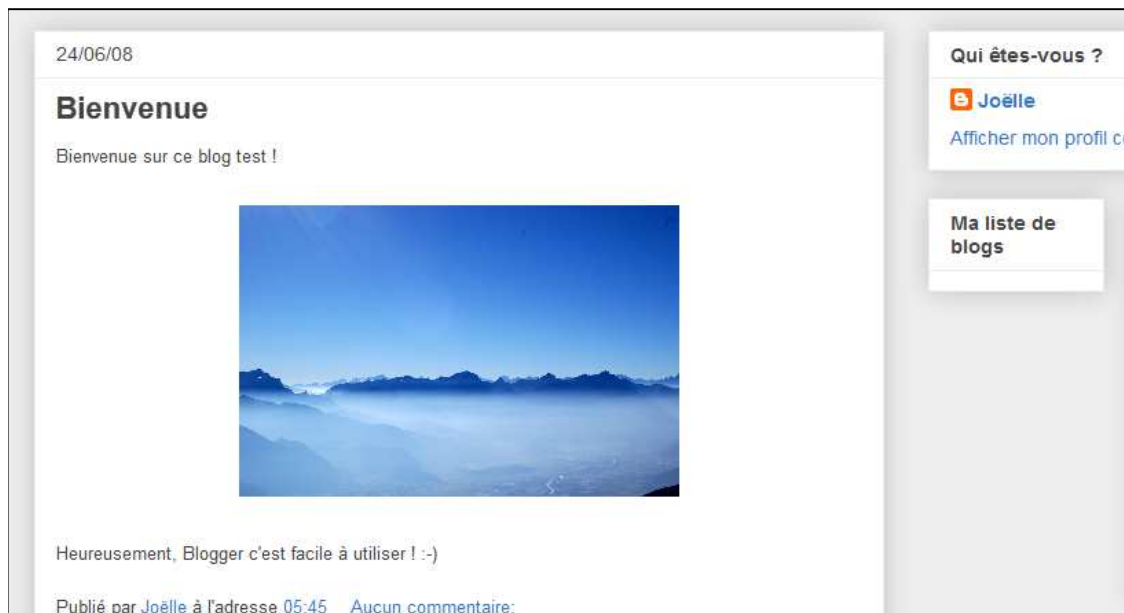 24/06/08
Bienvenue
Bienvenue sur ce blog test !
Heureusement, Blogger c'est facile à utiliser ! :-)
Publié par Joëlle à l'adresse 05:45 Aucun commentaire:
Qui êtes-vous ?
Joëlle
Afficher mon profil
Ma liste de
blogs